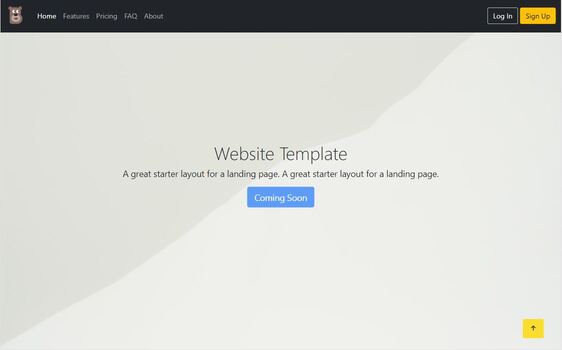 Home Features Pricing FAQ About Log In Sign Up
Website Template
A great starter layout for a landing page. A great starter layout for a landing page.
Coming Soon